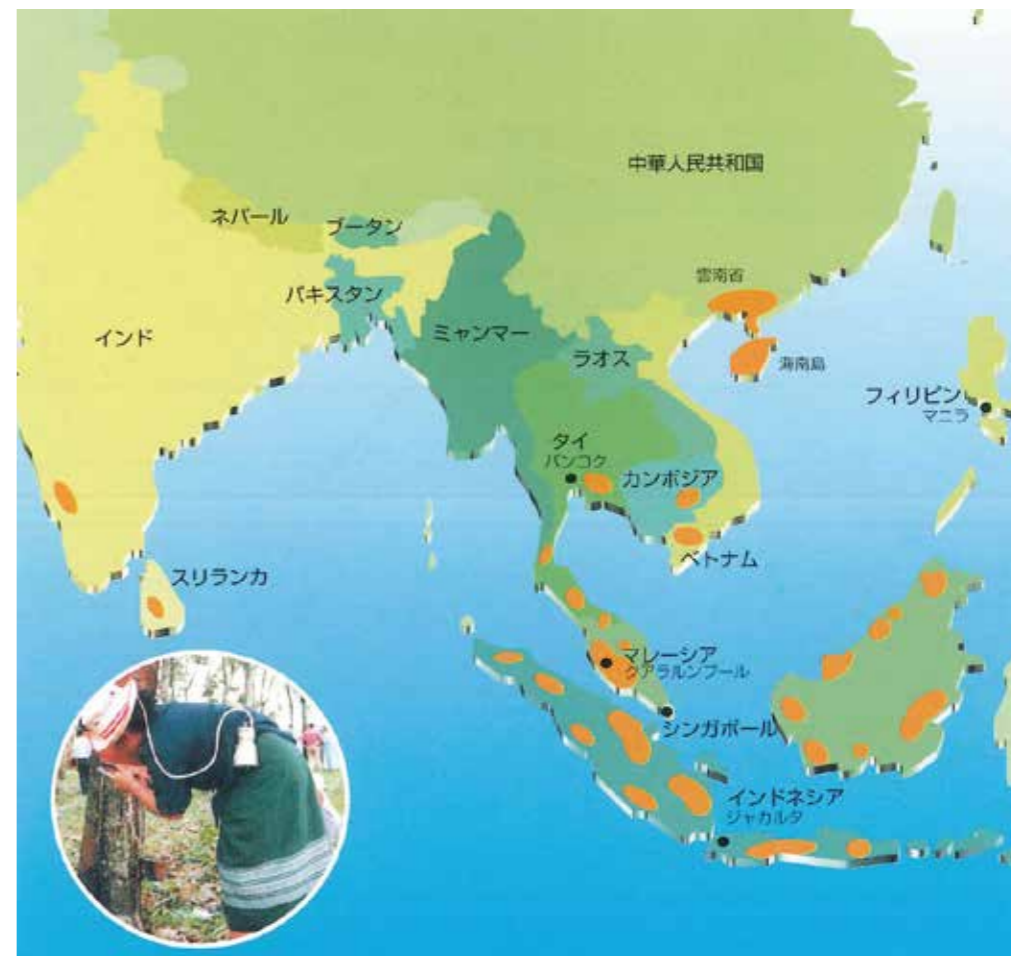 中華人民共和国
ネパール
ブータン
雲南省
パキスタン
インド
ミャンマー
ラオス
海南島
フィリピン
マニラ
タイ
バンコク
カンボジア
ベトナム
スリランカ
マレーシア
クアラルンプール
シンガポール
インドネシア
ジャカルタ